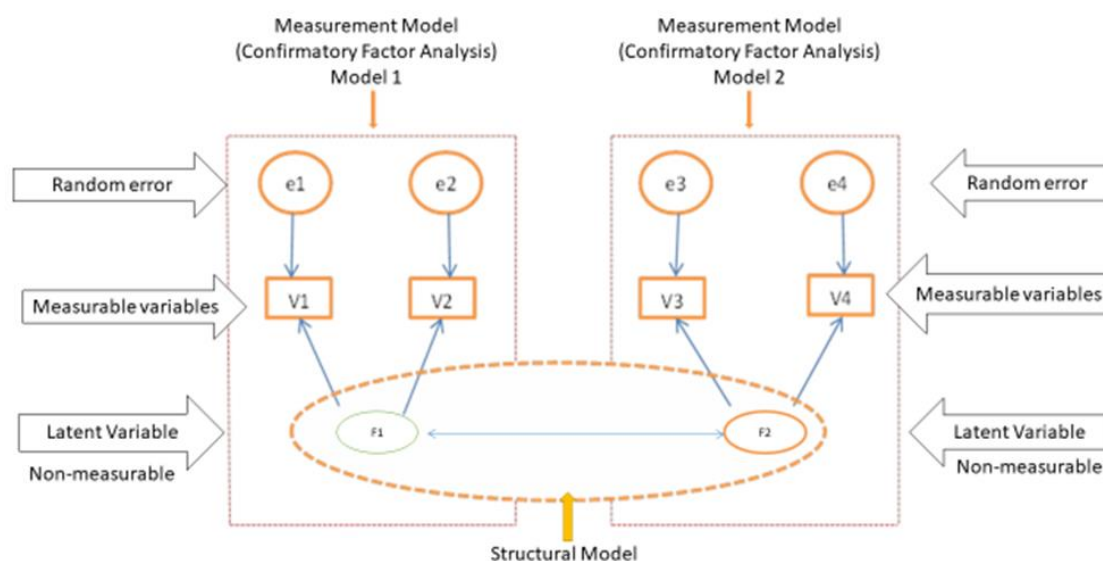 Measurement Model
(Confirmatory Factor Analysis)
Model 1
Measurement Model
(Confirmatory Factor Analysis)
Model 2
Random error
e1
e2
e3
e4
Random error
Measurable variables
V1
V2
V3
V4
Measurable variables
Latent Variable
Non-measurable
F1
F2
Latent Variable
Non-measurable
Structural Model